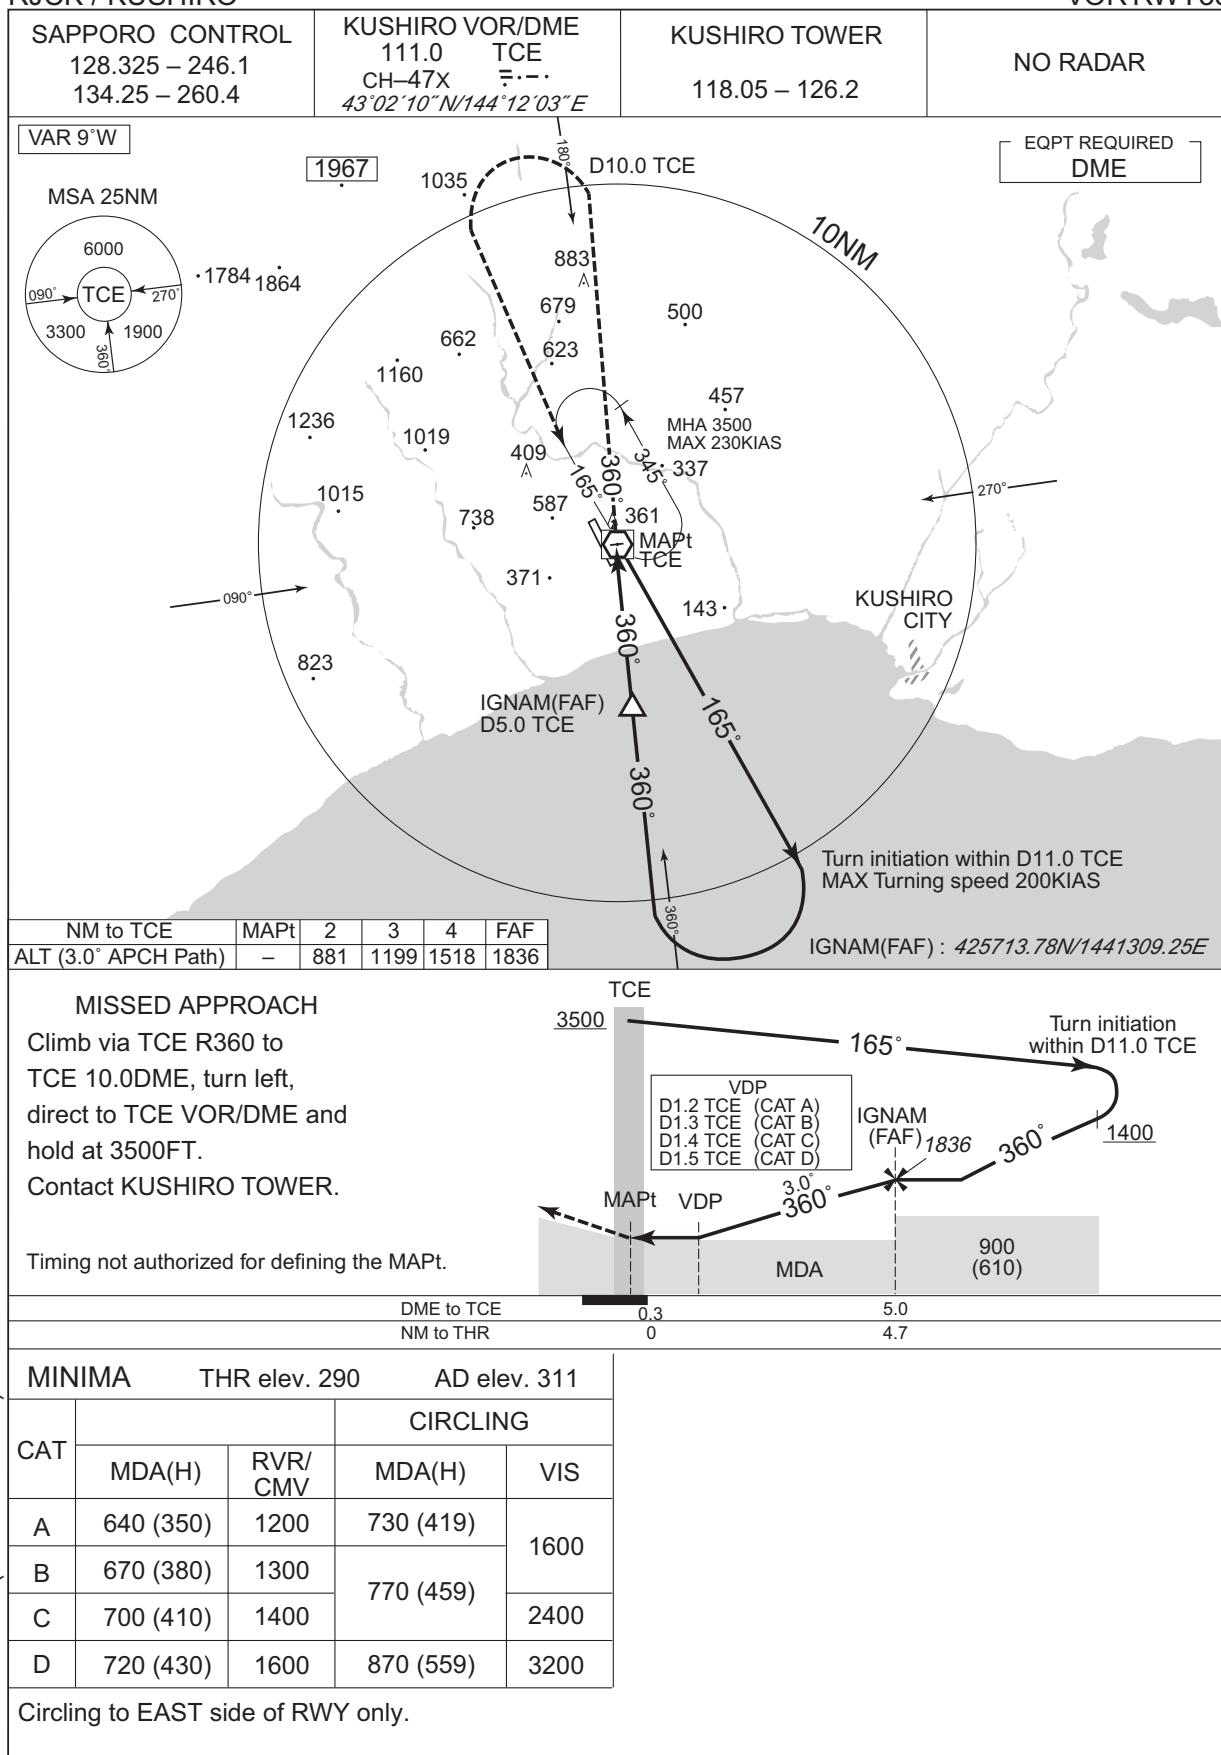 SAPPORO CONTROL
128.325 – 246.1
134.25 – 260.4
KUSHIRO VOR/DME
111.0 TCE
CH–47X
43°02´10˝N/144°12´03˝E
KUSHIRO TOWER
118.05 – 126.2
NO RADAR
VAR 9°W
EQPT REQUIRED
DME
MSA 25NM
6000
090° TCE 270°
3300 1900
360°
1967
1035
180°
D10.0 TCE
10NM
1784 1864
883
679
500
662
623
1160
457
MHA 3500
MAX 230KIAS
1236
1019
409
165°
360°
345°
337
270°
1015
738
587
361
MAPt
TCE
371
090°
143
KUSHIRO
CITY
360°
823
IGNAM(FAF)
D5.0 TCE
165°
360°
Turn initiation within D11.0 TCE
MAX Turning speed 200KIAS
360°
IGNAM(FAF) : 425713.78N/1441309.25E
NM to TCE MAPt 2 3 4 FAF
ALT (3.0° APCH Path) – 881 1199 1518 1836
MISSED APPROACH
Climb via TCE R360 to
TCE 10.0DME, turn left,
direct to TCE VOR/DME and
hold at 3500FT.
Contact KUSHIRO TOWER.
Timing not authorized for defining the MAPt.
TCE
3500
165°
Turn initiation
within D11.0 TCE
VDP
D1.2 TCE (CAT A)
D1.3 TCE (CAT B)
D1.4 TCE (CAT C)
D1.5 TCE (CAT D)
IGNAM
(FAF) 1836
360°
1400
3.0°
360°
MAPt VDP
MDA
900
(610)
DME to TCE 0.3 5.0
NM to THR 0 4.7
MINIMA THR elev. 290 AD elev. 311
CAT CIRCLING
MDA(H) RVR/
CMV MDA(H) VIS
A 640 (350) 1200 730 (419) 1600
B 670 (380) 1300 770 (459)
C 700 (410) 1400 2400
D 720 (430) 1600 870 (559) 3200
Circling to EAST side of RWY only.